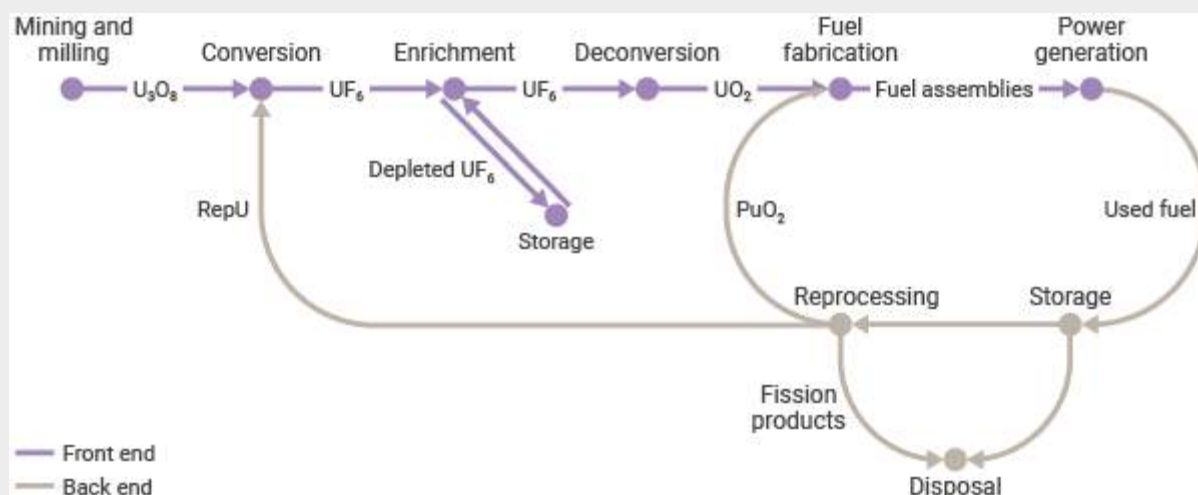 Mining and
milling
Conversion
Enrichment
Deconversion
Fuel
fabrication
Power
generation
U₃O₈
UF₆
UF₆
UO₂
Fuel assemblies
Depleted UF₆
Storage
RepU
PuO₂
Used fuel
Reprocessing
Storage
Fission
products
Disposal
Front end
Back end